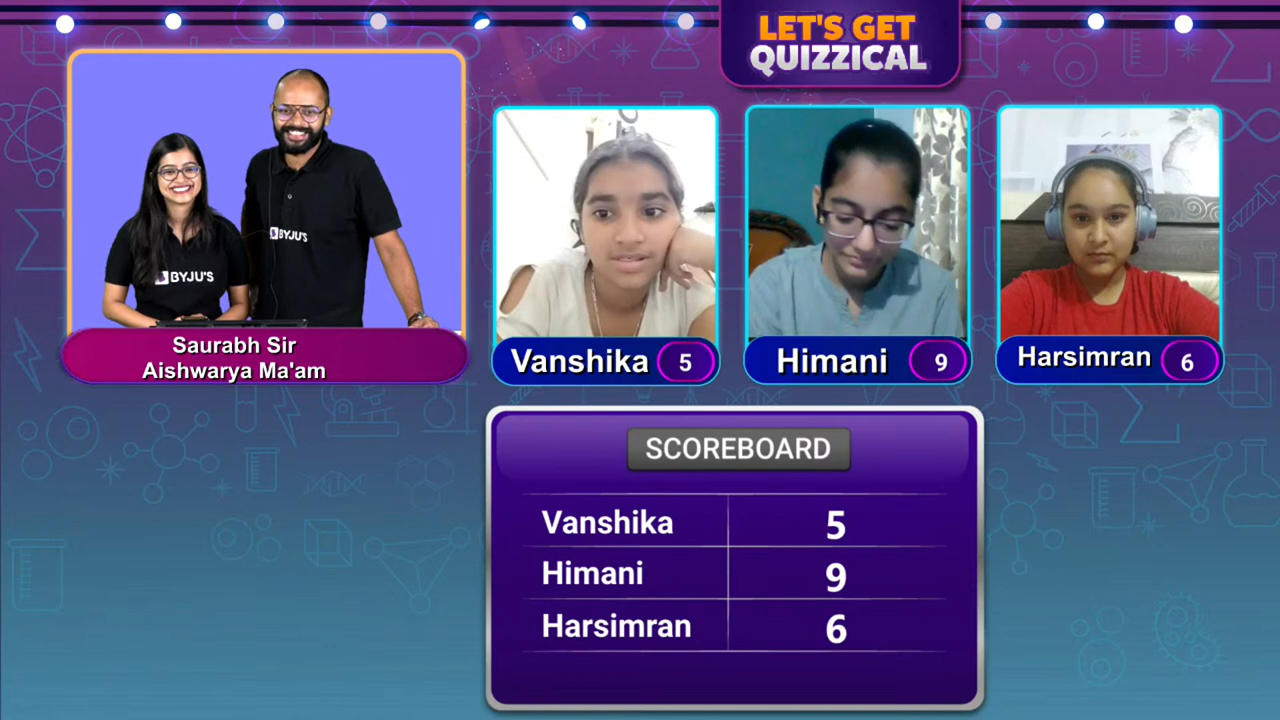 LET'S GET
QUIZZICAL
BYJU'S
BYJU'S
Saurabh Sir
Aishwarya Ma'am
Vanshika 5
Himani 9
Harsimran 6
SCOREBOARD
Vanshika 5
Himani 9
Harsimran 6